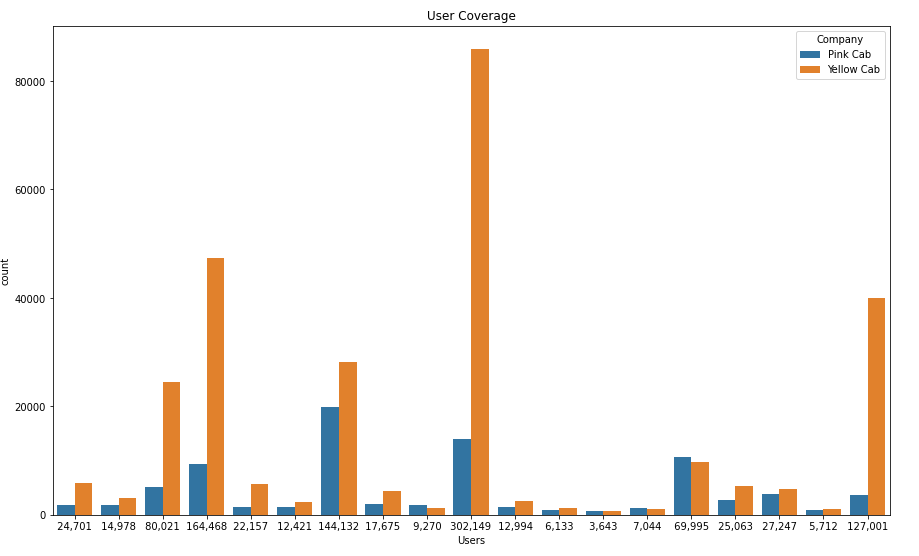 User Coverage
Company
Pink Cab
Yellow Cab
80000
60000
40000
20000
0
count
24,701 14,978 80,021 164,468 22,157 12,421 144,132 17,675 9,270 302,149 12,994 6,133 3,643 7,044 69,995 25,063 27,247 5,712 127,001
Users